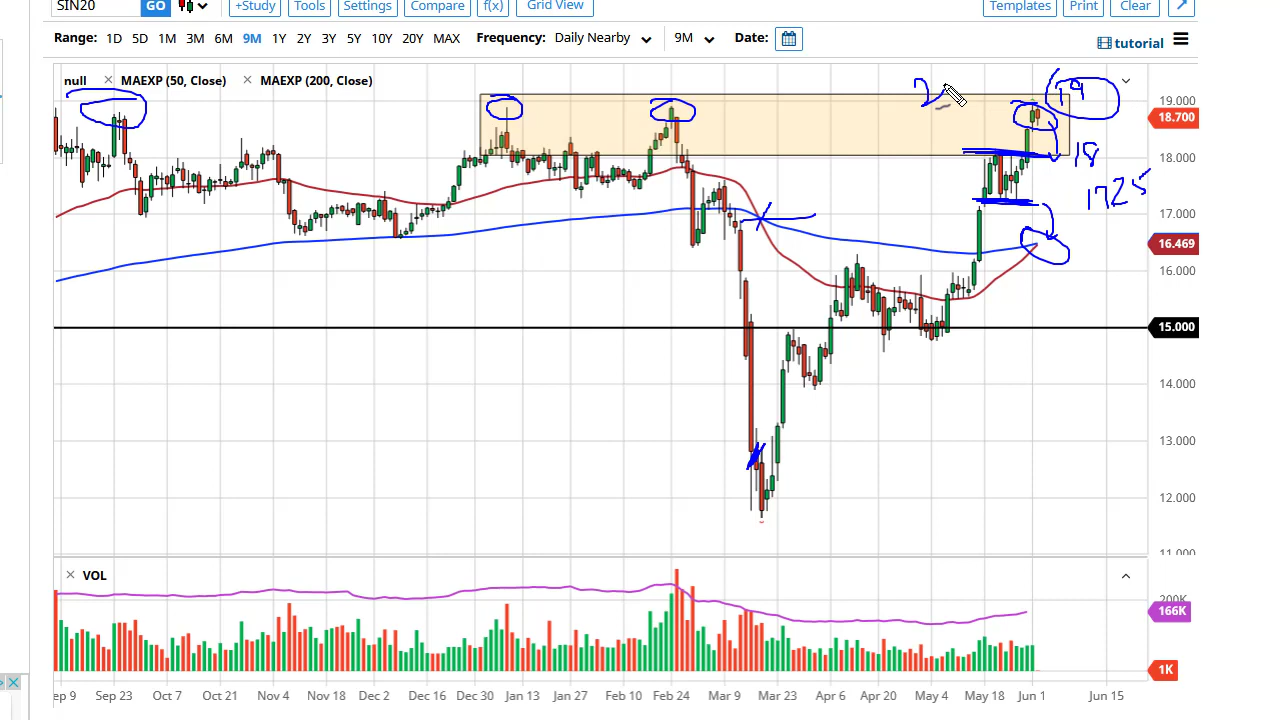 SIN20 GO +Study Tools Settings Compare f(x) Grid View Templates Print Clear
Range: 1D 5D 1M 3M 6M 9M 1Y 2Y 3Y 5Y 10Y 20Y MAX Frequency: Daily Nearby 9M Date: tutorial
null × MAEXP (50, Close) × MAEXP (200, Close)
19
19.000
18.700
18
18.000
1725
17.000
16.469
16.000
15.000
14.000
13.000
12.000
11.000
× VOL
200K
166K
1K
ep 9 Sep 23 Oct 7 Oct 21 Nov 4 Nov 18 Dec 2 Dec 16 Dec 30 Jan 13 Jan 27 Feb 10 Feb 24 Mar 9 Mar 23 Apr 6 Apr 20 May 4 May 18 Jun 1 Jun 15